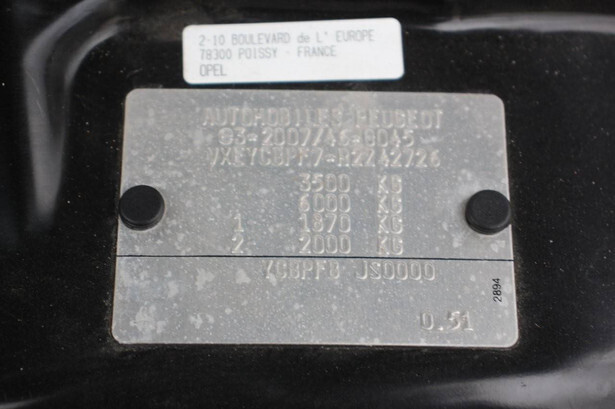 2-10 BOULEVARD de L' EUROPE
78300 POISSY - FRANCE
OPEL
AUTOMOBILES PEUGEOT
3500 KG
6000 KG
1 1870 KG
2 2000 KG
JS0000
2894
0.51